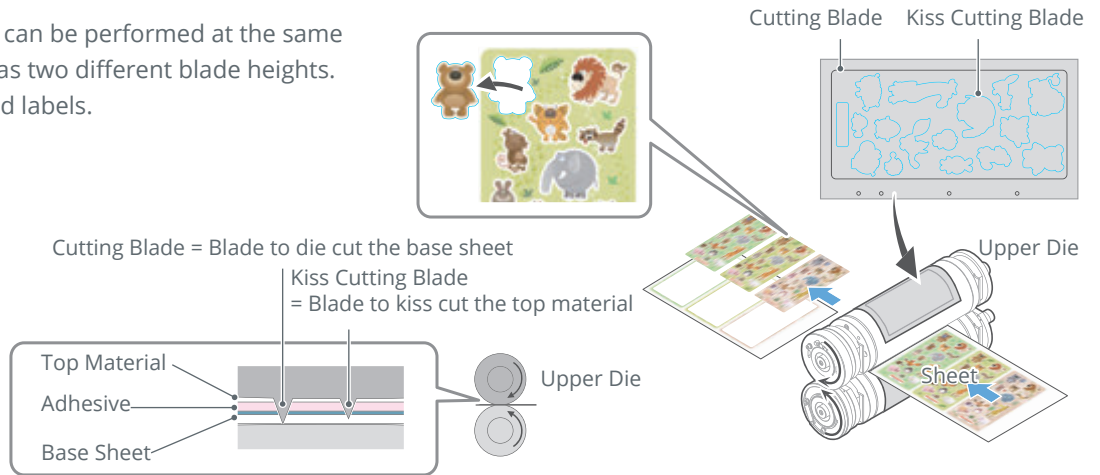 can be performed at the same
as two different blade heights.
d labels.
Cutting Blade
Kiss Cutting Blade
Upper Die
Sheet
Cutting Blade = Blade to die cut the base sheet
Kiss Cutting Blade
= Blade to kiss cut the top material
Top Material
Adhesive
Base Sheet
Upper Die